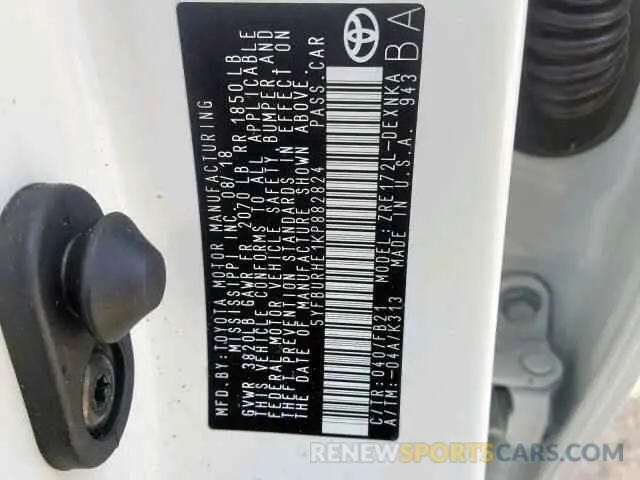 MFD.BY:TOYOTA MOTOR MANUFACTURING
MISSISSIPPI INC. 08/18
GVWR 3820LB GAWR FR 2070 LB RR 1850LB
THIS VEHICLE CONFORMS TO ALL APPLICABLE
FEDERAL MOTOR VEHICLE SAFETY, BUMPER AND
THEFT PREVENTION STANDARDS IN EFFECT ON
THE DATE OF MANUFACTURE SHOWN ABOVE.
5YFBURHE1KP882824 PASS.CAR
C/TR:040/FB21 MODEL:ZRE172L-DEXNKA
A/TM:-04A/K313 MADE IN U.S.A. 943
BA
RENEWSPORTSCARS.COM